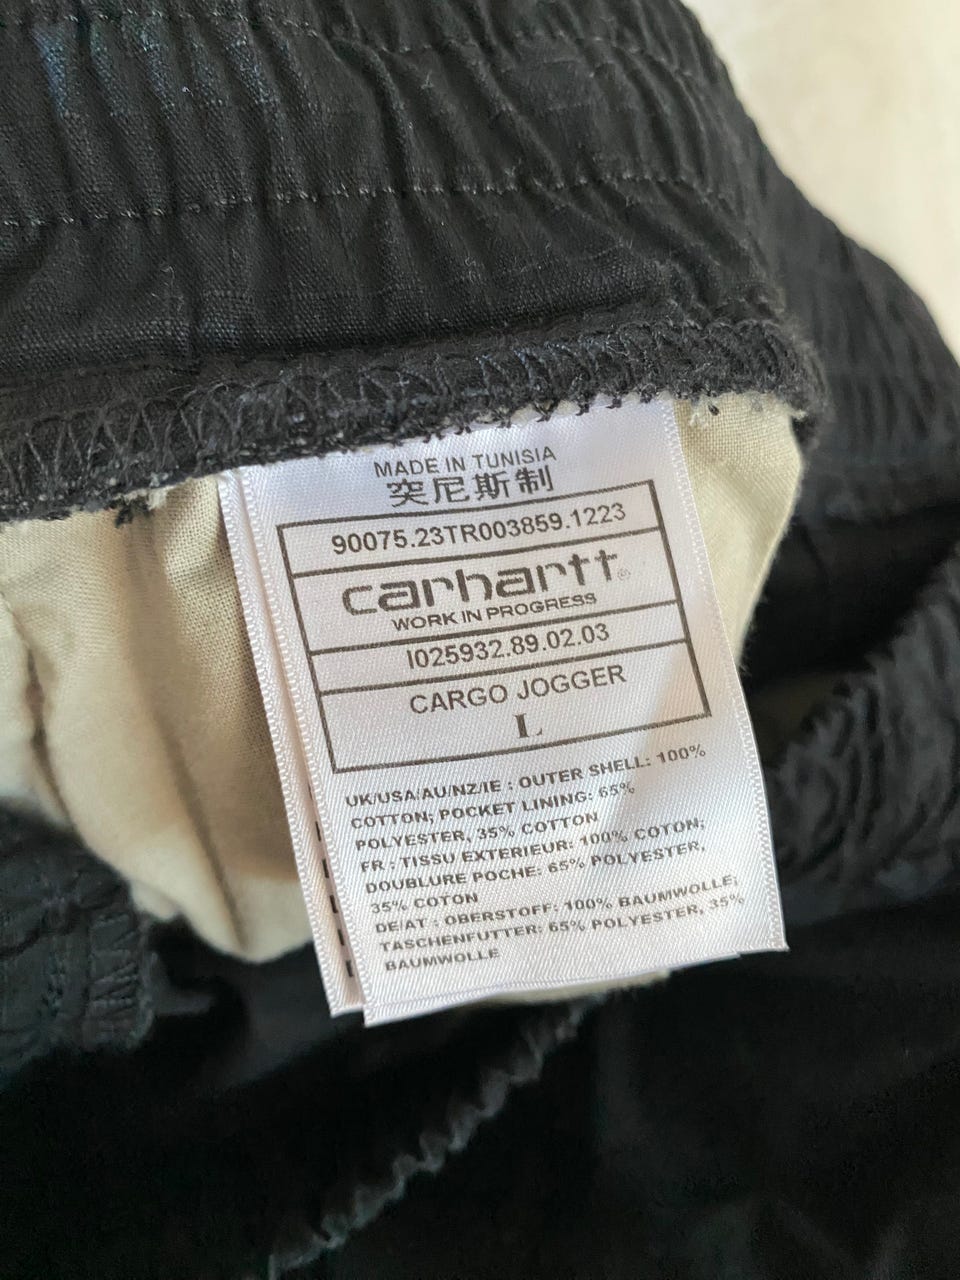 MADE IN TUNISIA
突尼斯制
90075.23TR003859.1223
carhartt®
WORK IN PROGRESS
I025932.89.02.03
CARGO JOGGER
L
UK/USA/AU/NZ/IE : OUTER SHELL: 100%
COTTON; POCKET LINING: 65%
POLYESTER, 35% COTTON
FR : TISSU EXTERIEUR: 100% COTON;
DOUBLURE POCHE: 65% POLYESTER,
35% COTON
DE/AT : OBERSTOFF: 100% BAUMWOLLE;
TASCHENFUTTER: 65% POLYESTER, 35%
BAUMWOLLE